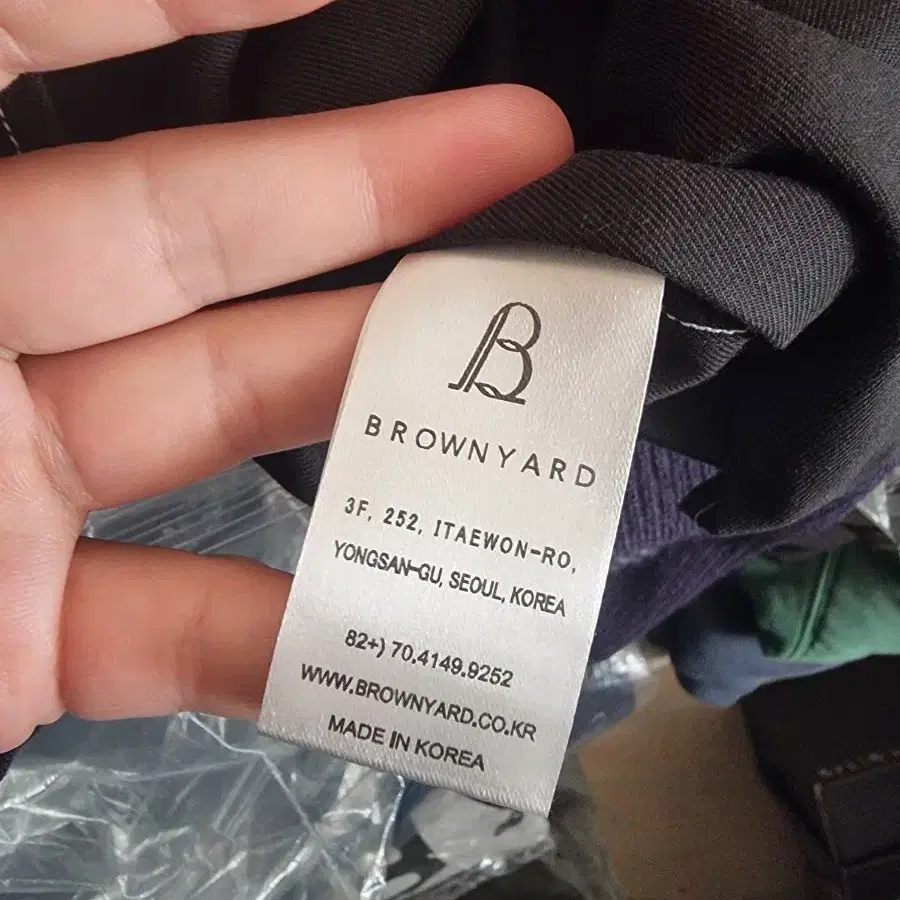 B
BROWNYARD
3F, 252, ITAEWON-RO,
YONGSAN-GU, SEOUL, KOREA
82+) 70.4149.9252
WWW.BROWNYARD.CO.KR
MADE IN KOREA